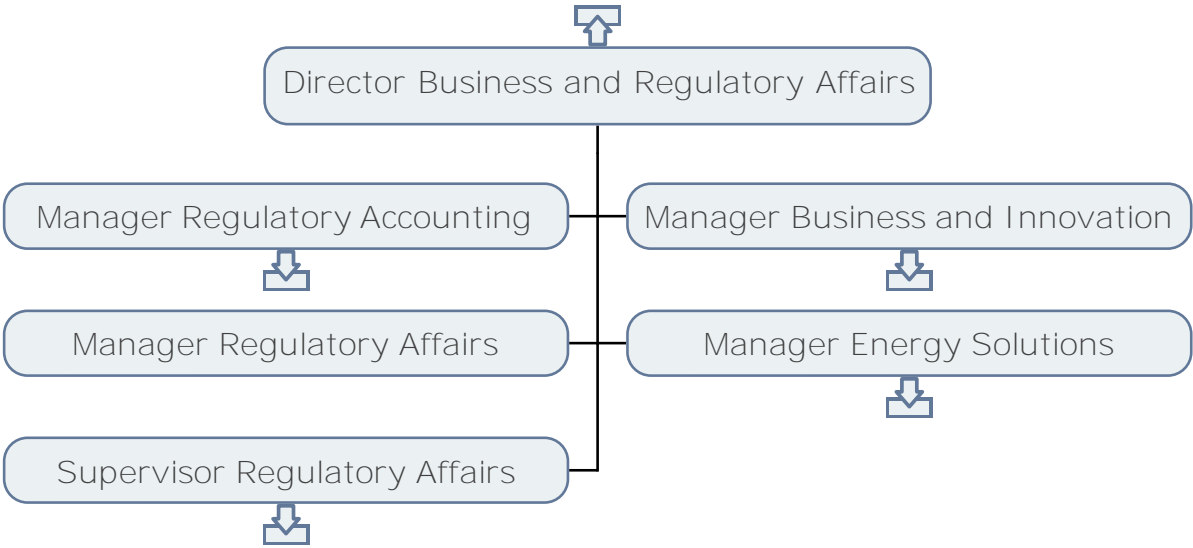 Director Business and Regulatory Affairs
Manager Regulatory Accounting
Manager Business and Innovation
Manager Regulatory Affairs
Manager Energy Solutions
Supervisor Regulatory Affairs